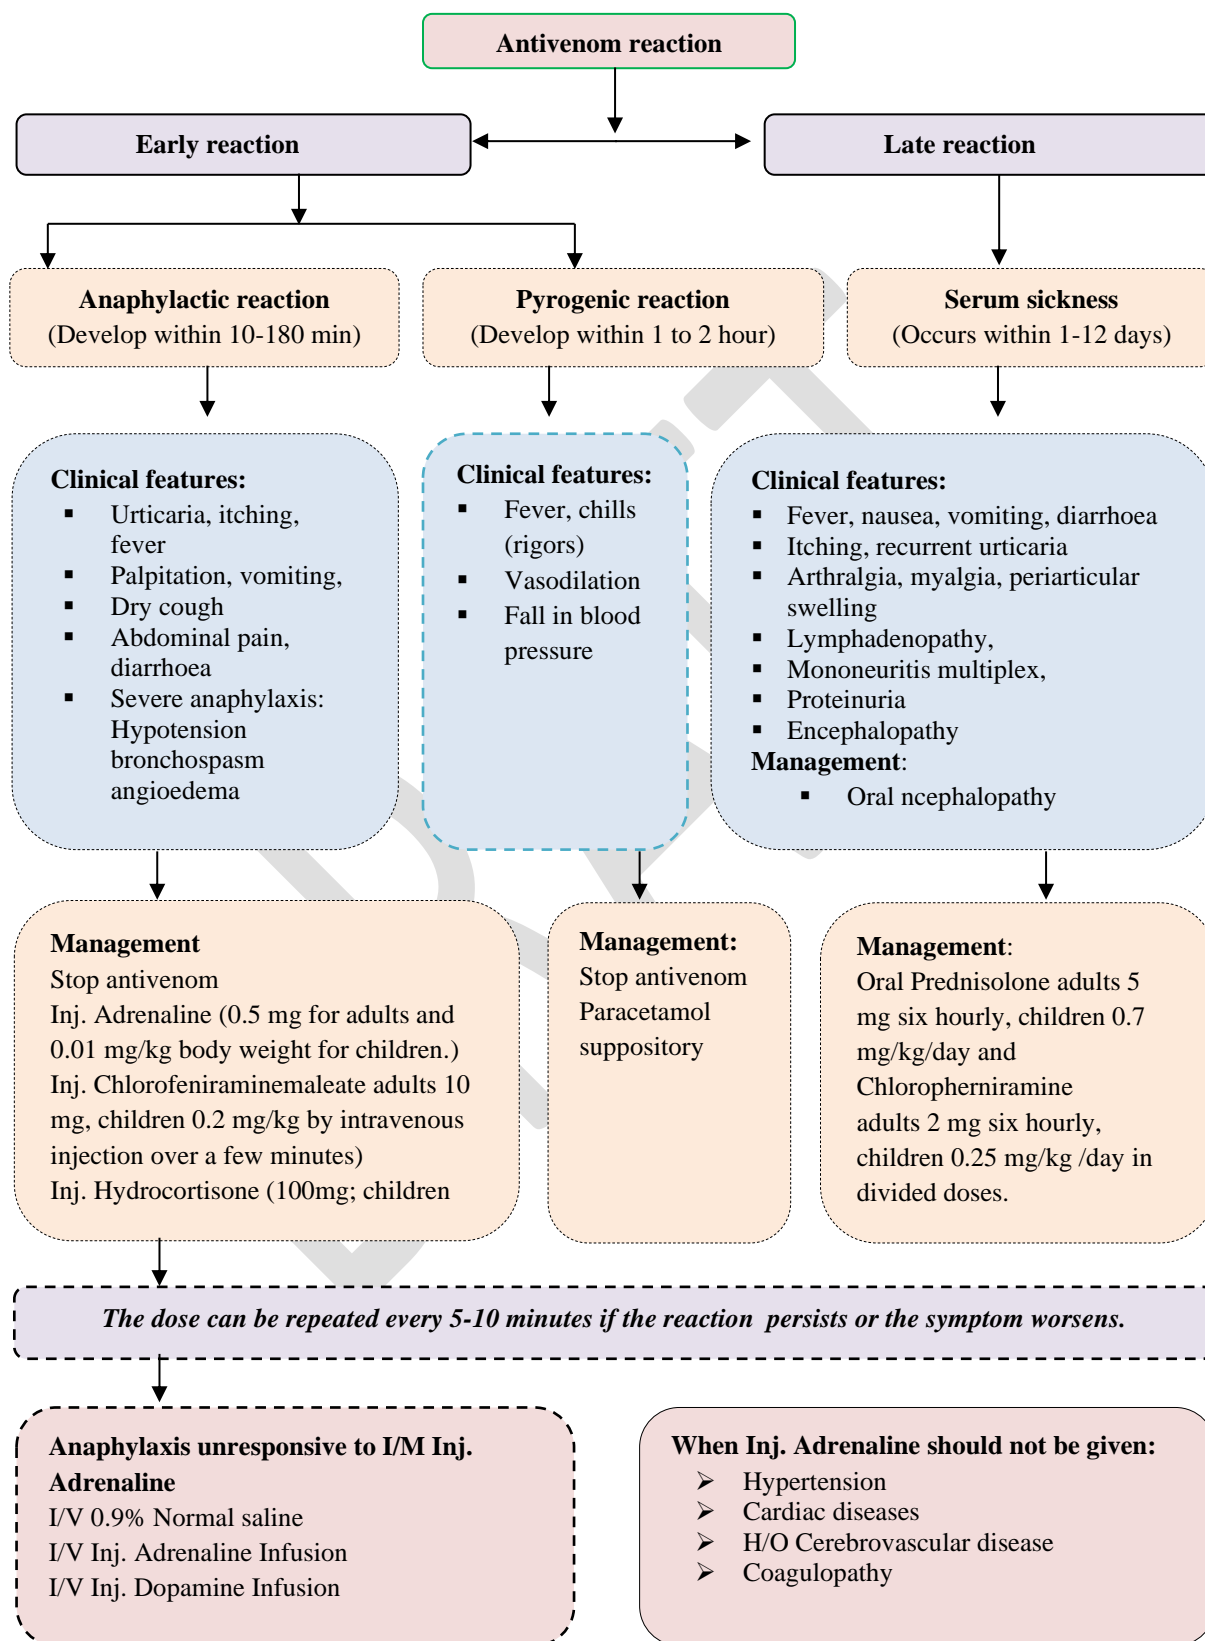 Antivenom reaction
Early reaction
Late reaction
Anaphylactic reaction
(Develop within 10-180 min)
Pyrogenic reaction
(Develop within 1 to 2 hour)
Serum sickness
(Occurs within 1-12 days)
Clinical features:
▪ Urticaria, itching,
fever
▪ Palpitation, vomiting,
▪ Dry cough
▪ Abdominal pain,
diarrhoea
▪ Severe anaphylaxis:
Hypotension
bronchospasm
angioedema
Clinical features:
▪ Fever, chills
(rigors)
▪ Vasodilation
▪ Fall in blood
pressure
Clinical features:
▪ Fever, nausea, vomiting, diarrhoea
▪ Itching, recurrent urticaria
▪ Arthralgia, myalgia, periarticular
swelling
▪ Lymphadenopathy,
▪ Mononeuritis multiplex,
▪ Proteinuria
▪ Encephalopathy
Management:
▪ Oral ncephalopathy
Management
Stop antivenom
Inj. Adrenaline (0.5 mg for adults and
0.01 mg/kg body weight for children.)
Inj. Chlorofeniraminemaleate adults 10
mg, children 0.2 mg/kg by intravenous
injection over a few minutes)
Inj. Hydrocortisone (100mg; children
Management:
Stop antivenom
Paracetamol
suppository
Management:
Oral Prednisolone adults 5
mg six hourly, children 0.7
mg/kg/day and
Chlorpherniramine
adults 2 mg six hourly,
children 0.25 mg/kg /day in
divided doses.
The dose can be repeated every 5-10 minutes if the reaction persists or the symptom worsens.
Anaphylaxis unresponsive to I/M Inj.
Adrenaline
I/V 0.9% Normal saline
I/V Inj. Adrenaline Infusion
I/V Inj. Dopamine Infusion
When Inj. Adrenaline should not be given:
➢ Hypertension
➢ Cardiac diseases
➢ H/O Cerebrovascular disease
➢ Coagulopathy